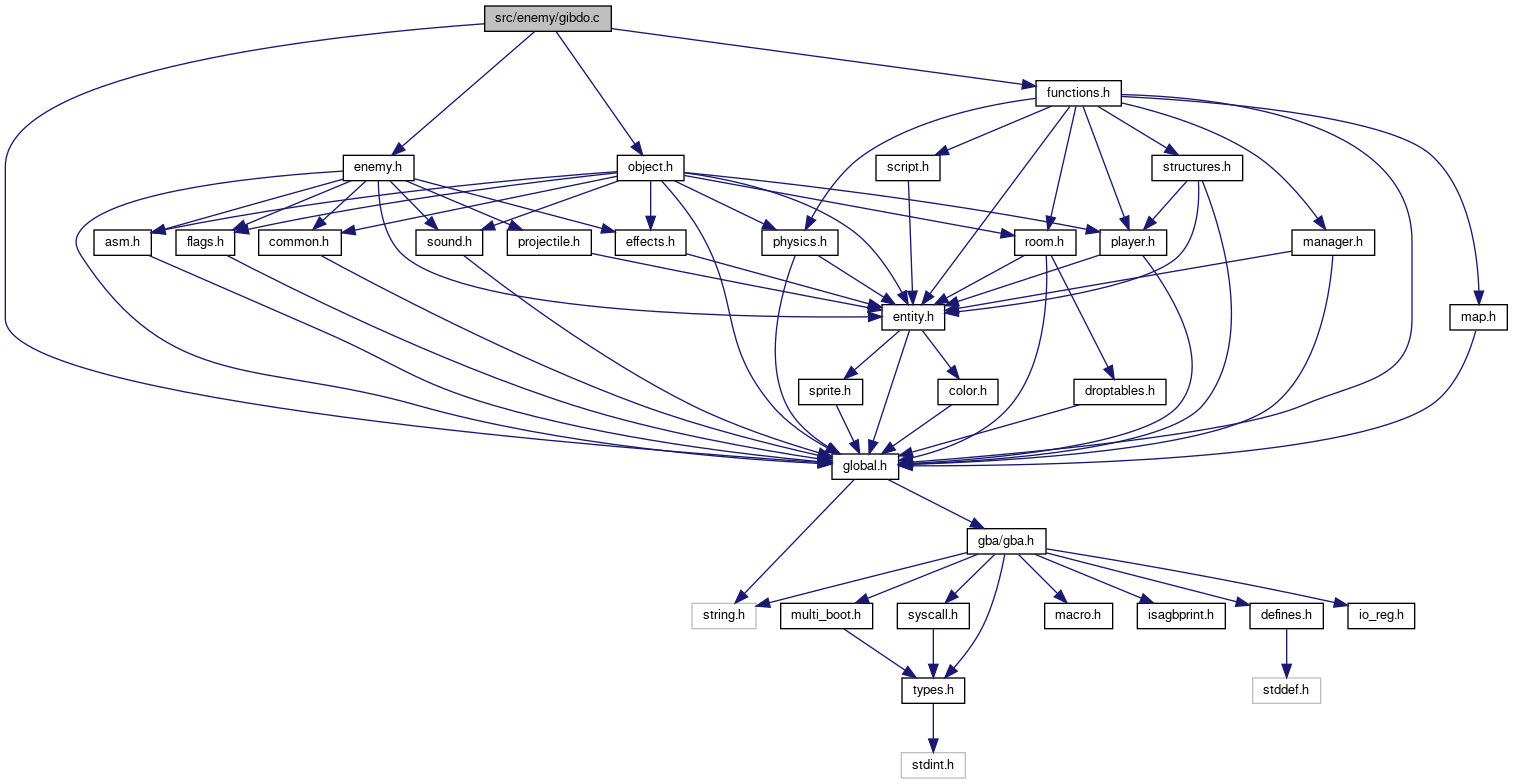 src/enemy/gibdo.c
functions.h
enemy.h
object.h
script.h
structures.h
asm.h
flags.h
common.h
sound.h
projectile.h
effects.h
physics.h
room.h
player.h
manager.h
entity.h
map.h
sprite.h
color.h
droptables.h
global.h
gba/gba.h
string.h
multi_boot.h
syscall.h
macro.h
isagbprint.h
defines.h
io_reg.h
types.h
stddef.h
stdint.h